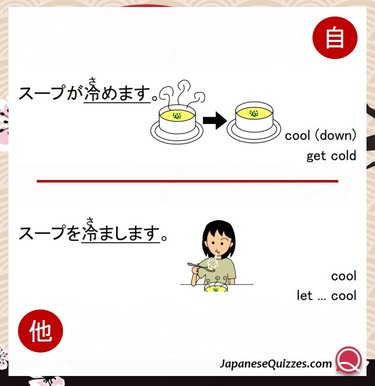 自
さ
スープが冷めます。
cool (down)
get cold
さ
スープを冷まします。
cool
let ... cool
他
JapaneseQuizzes.com